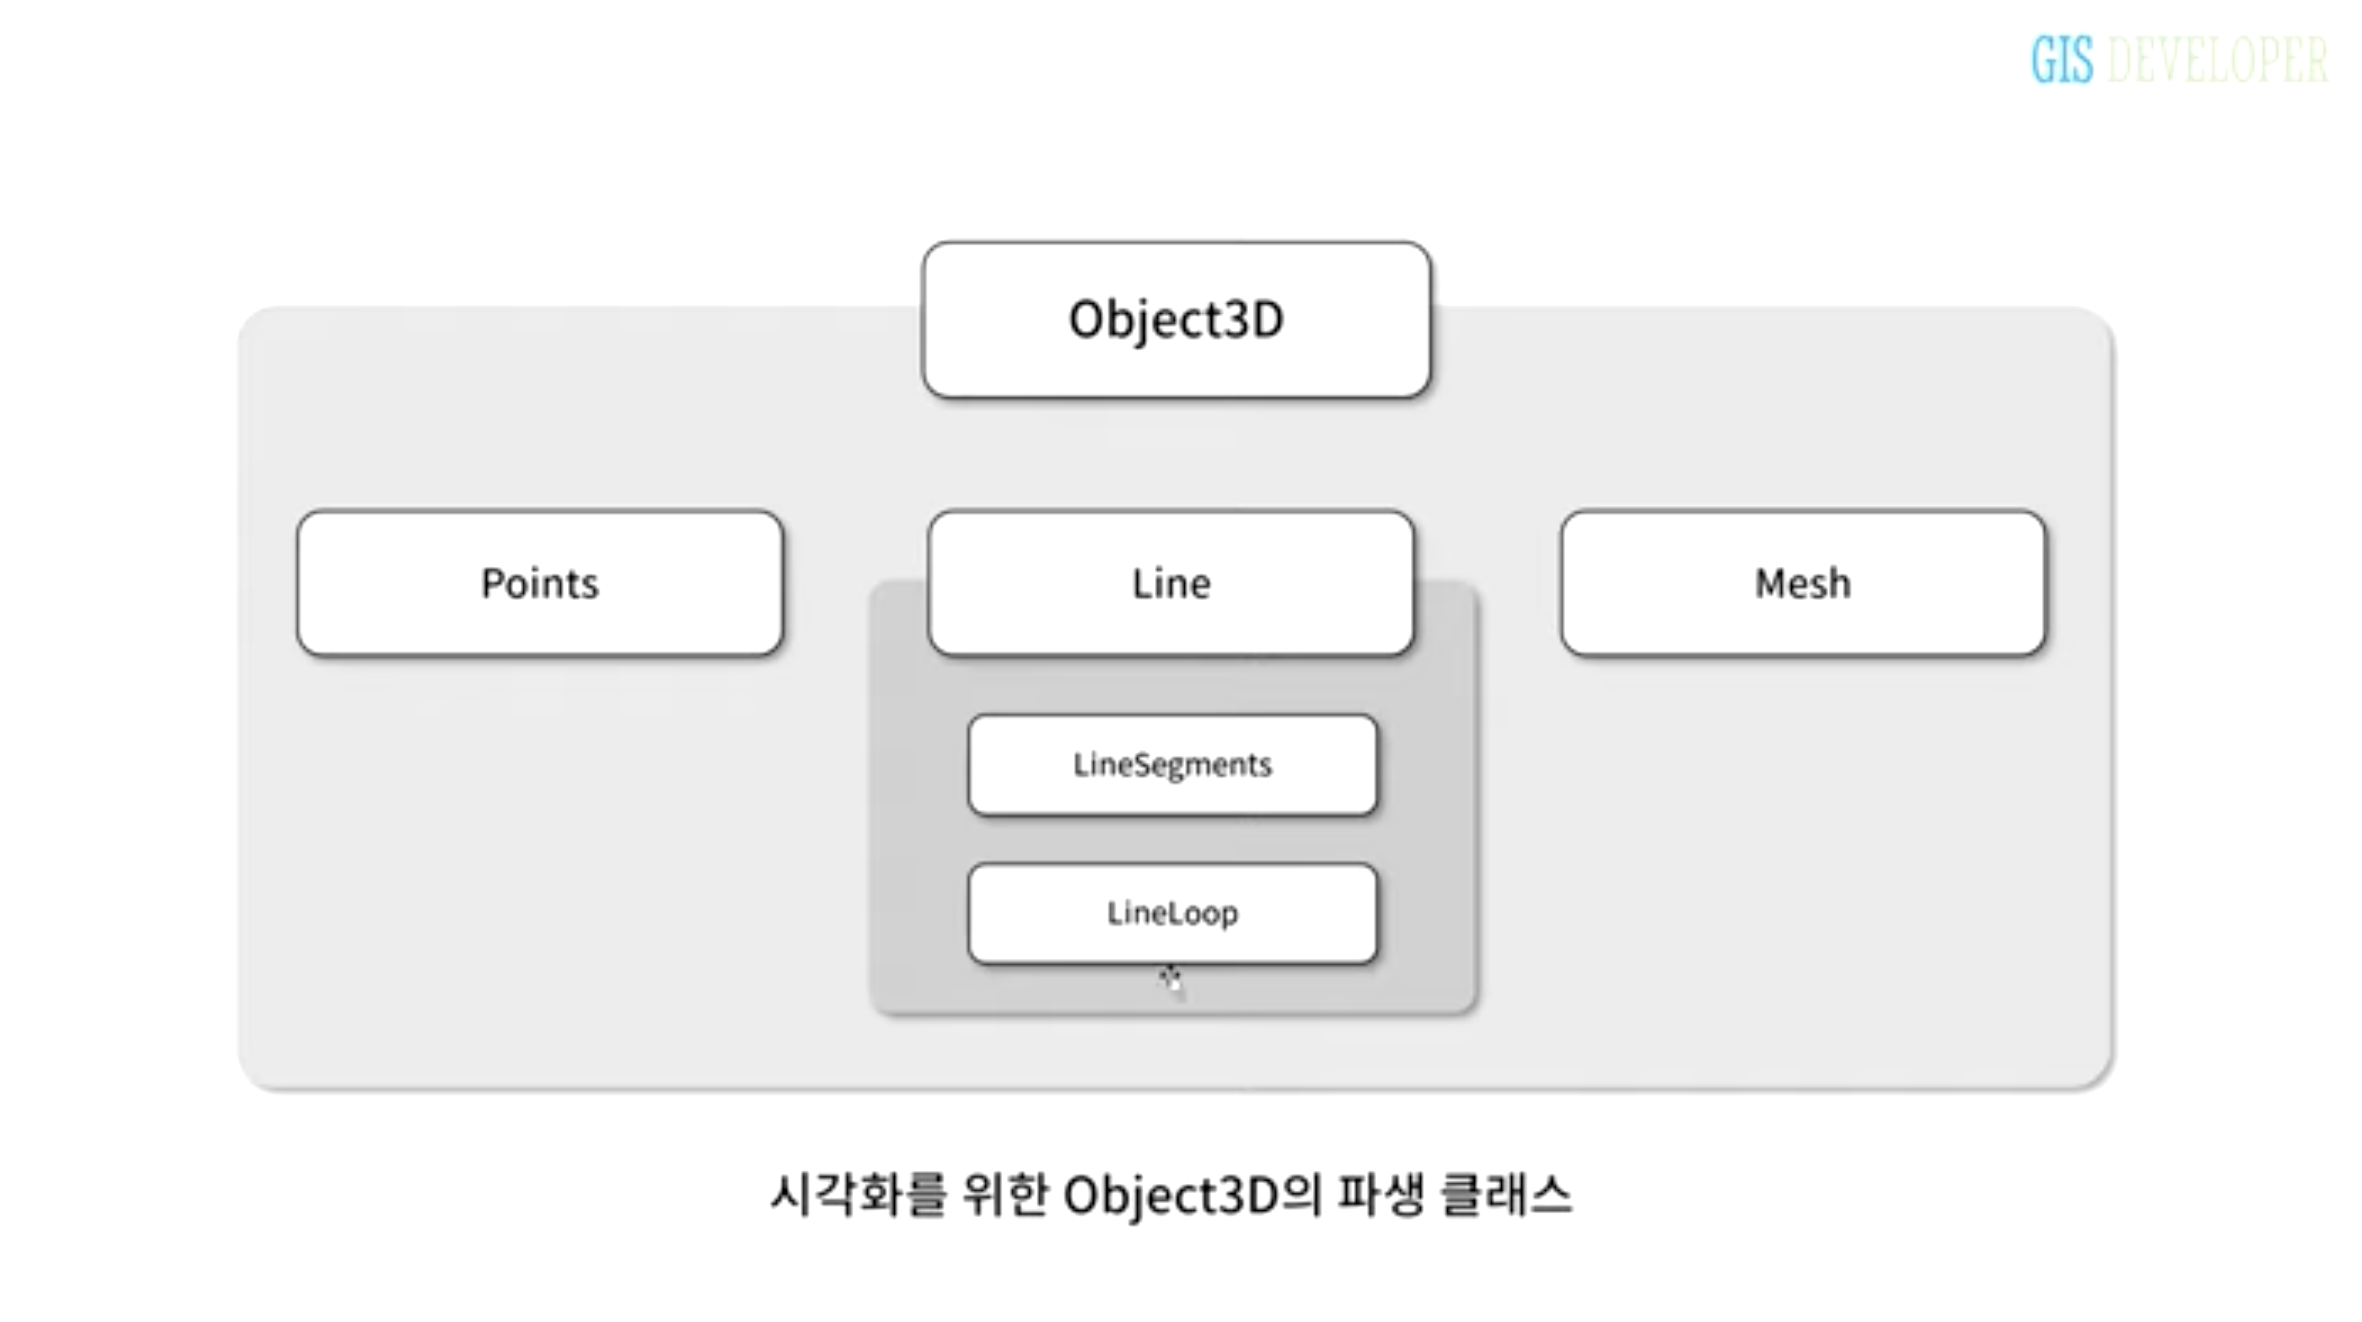 GIS DEVELOPER
Object3D
Points
Line
Mesh
LineSegments
LineLoop
시각화를 위한 Object3D의 파생 클래스